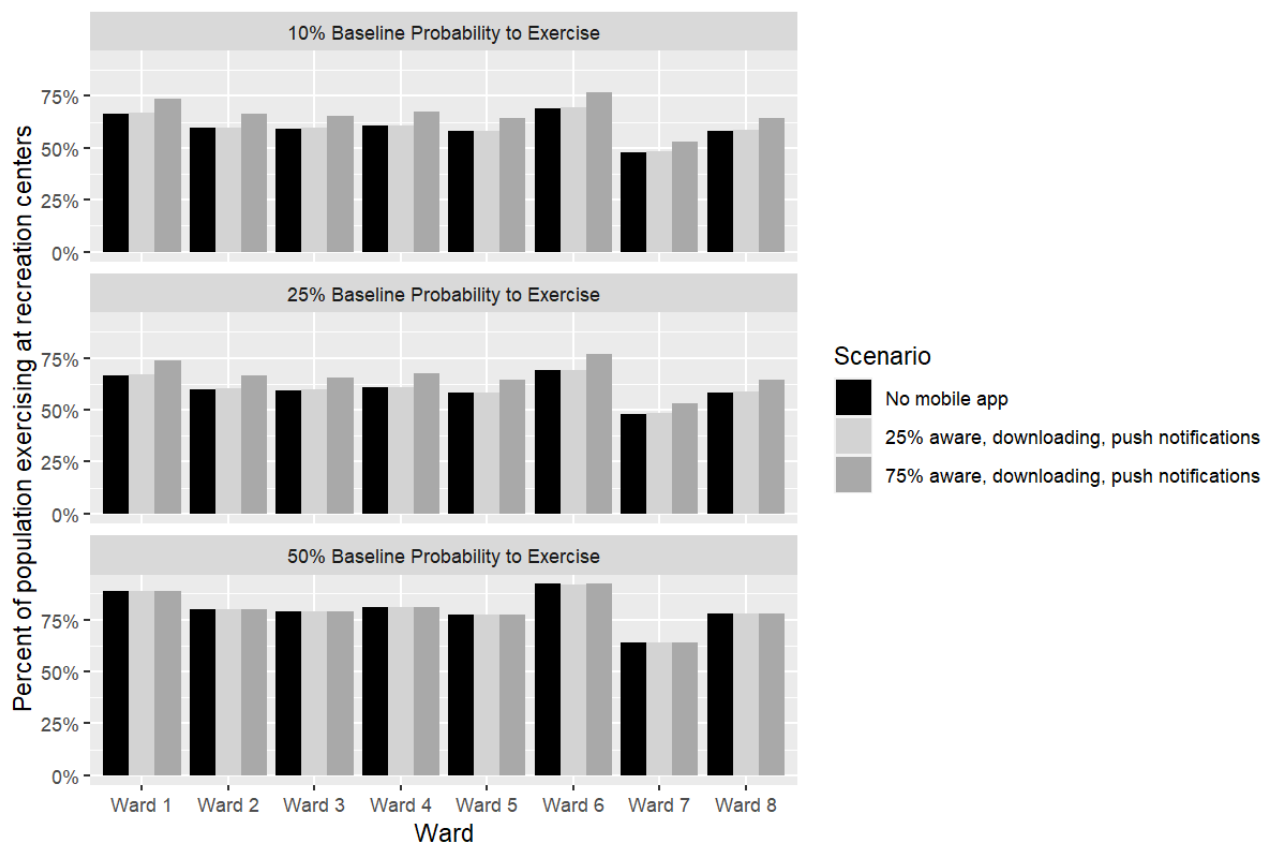 Percent of population exercising at recreation centers
10% Baseline Probability to Exercise
75%
50%
25%
0%
25% Baseline Probability to Exercise
75%
50%
25%
0%
50% Baseline Probability to Exercise
75%
50%
25%
0%
Ward 1 Ward 2 Ward 3 Ward 4 Ward 5 Ward 6 Ward 7 Ward 8
Ward
Scenario
No mobile app
25% aware, downloading, push notifications
75% aware, downloading, push notifications